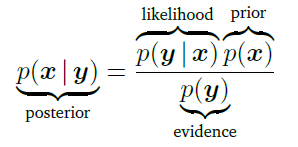 likelihood prior
p(x | y) = p(y | x) p(x)
posterior
p(y)
evidence